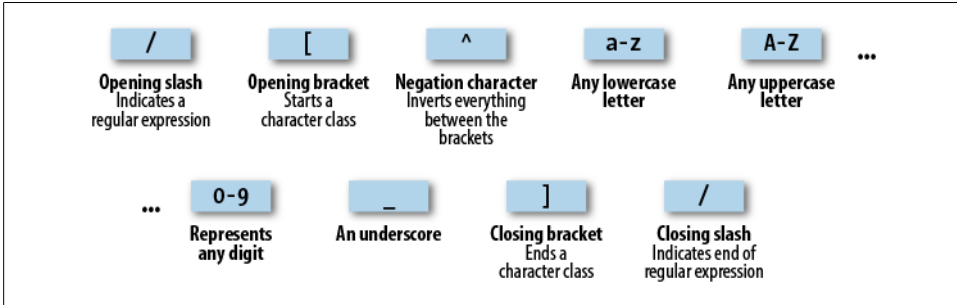 / [ ^ a-z A-Z ...
Opening slash Opening bracket Negation character Any lowercase Any uppercase
Indicates a Starts a Inverts everything letter letter
regular expression character class between the
brackets
... 0-9 _ ] /
Represents An underscore Closing bracket Closing slash
any digit Ends a Indicates end of
character class regular expression